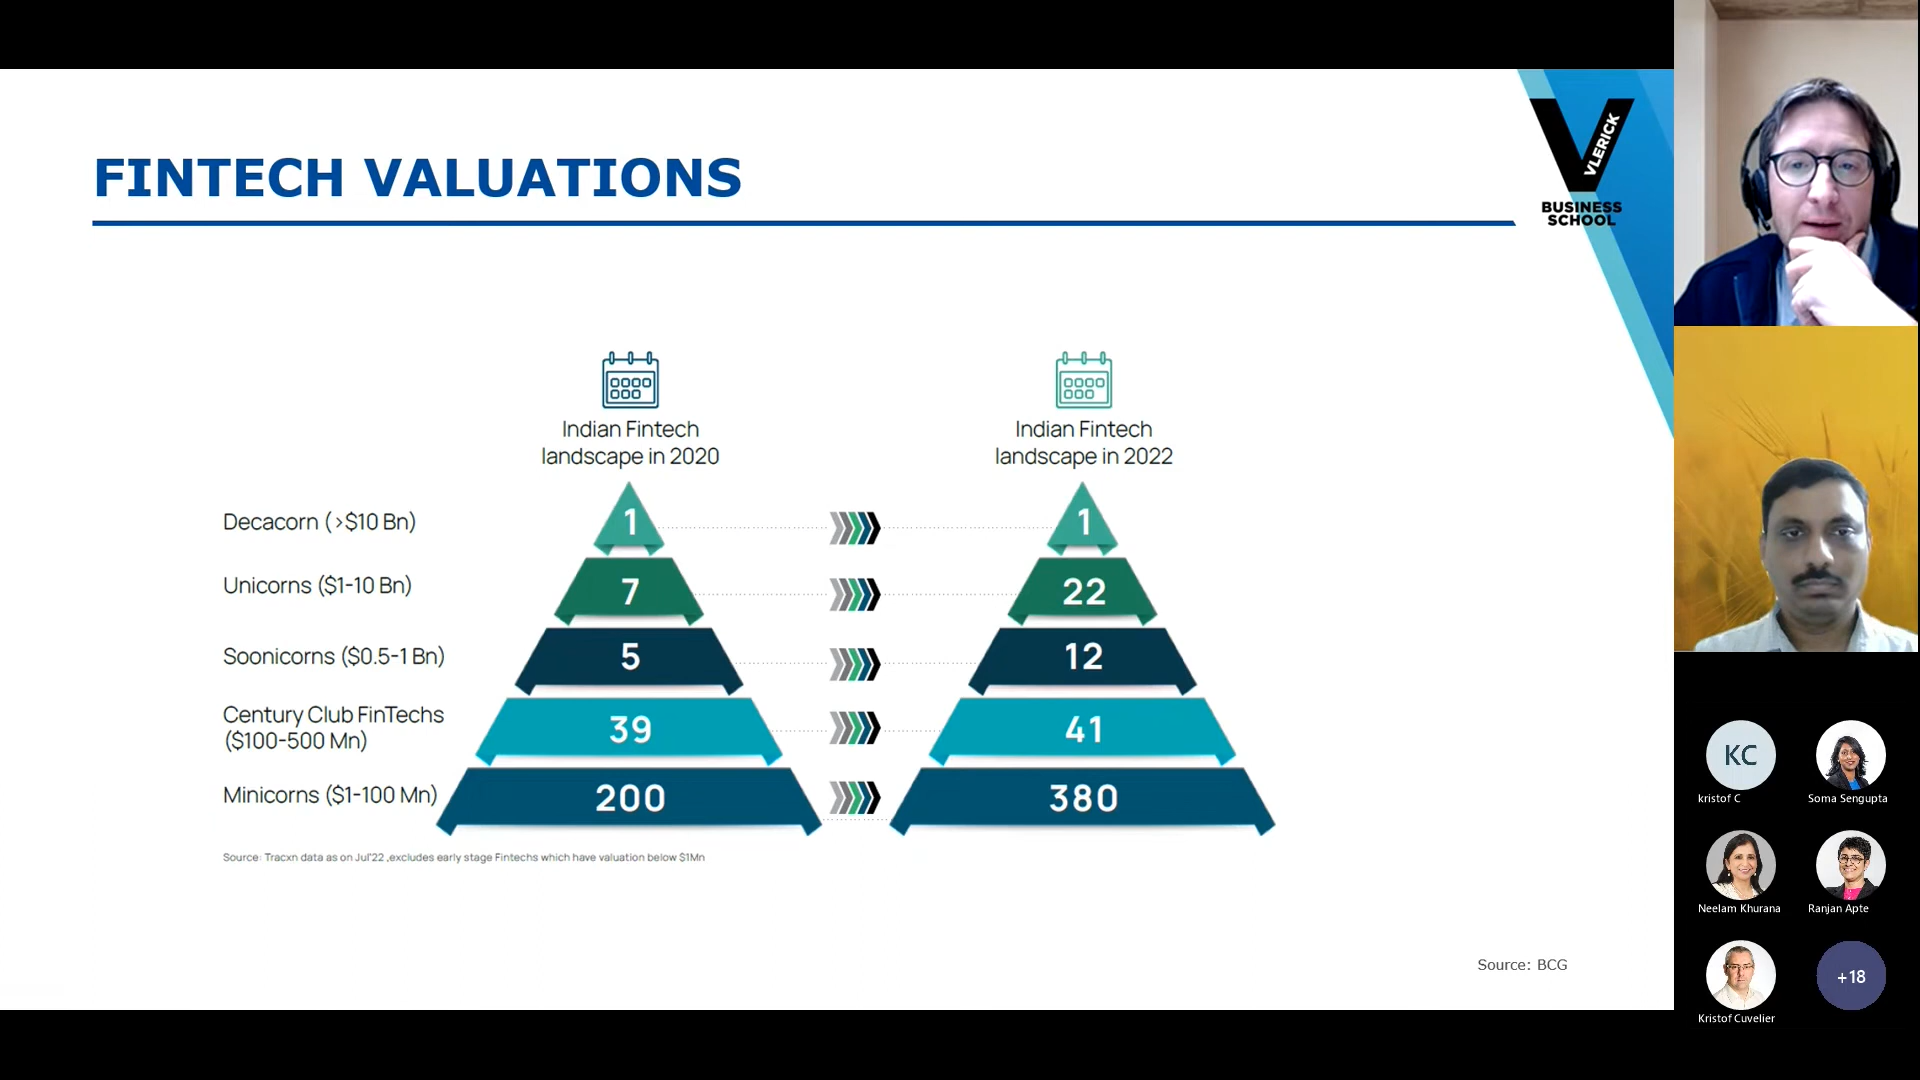 FINTECH VALUATIONS
VLERICK
BUSINESS
SCHOOL
Indian Fintech
landscape in 2020
Indian Fintech
landscape in 2022
Decacorn (>$10 Bn)
1
1
Unicorns ($1-10 Bn)
7
22
Soonicorns ($0.5-1 Bn)
5
12
Century Club FinTechs
($100-500 Mn)
39
41
Minicorns ($1-100 Mn)
200
380
Source: Tracxn data as on Jul'22 ,excludes early stage Fintechs which have valuation below $1Mn
Source: BCG
KC
kristof C
Soma Sengupta
Neelam Khurana
Ranjan Apte
Kristof Cuvelier
+18